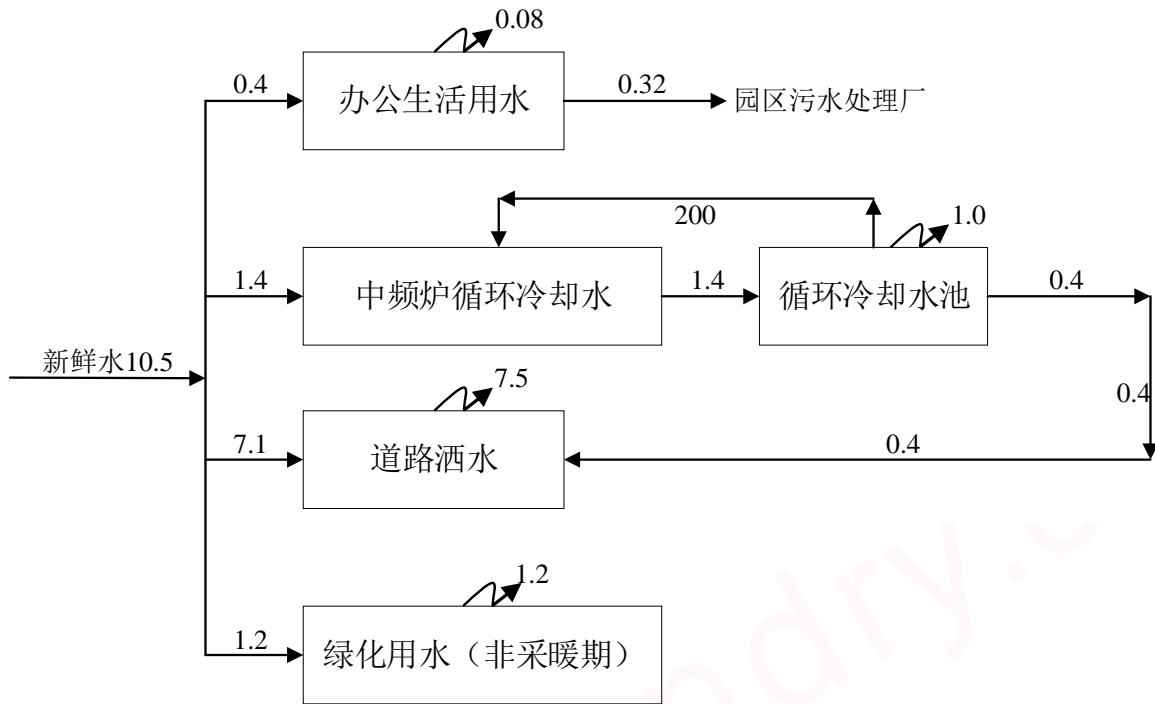 0.08
0.4
办公生活用水
0.32
园区污水处理厂
200
1.0
1.4
中频炉循环冷却水
1.4
循环冷却水池
0.4
新鲜水10.5
7.5
0.4
7.1
道路洒水
0.4
1.2
1.2
绿化用水（非采暖期）